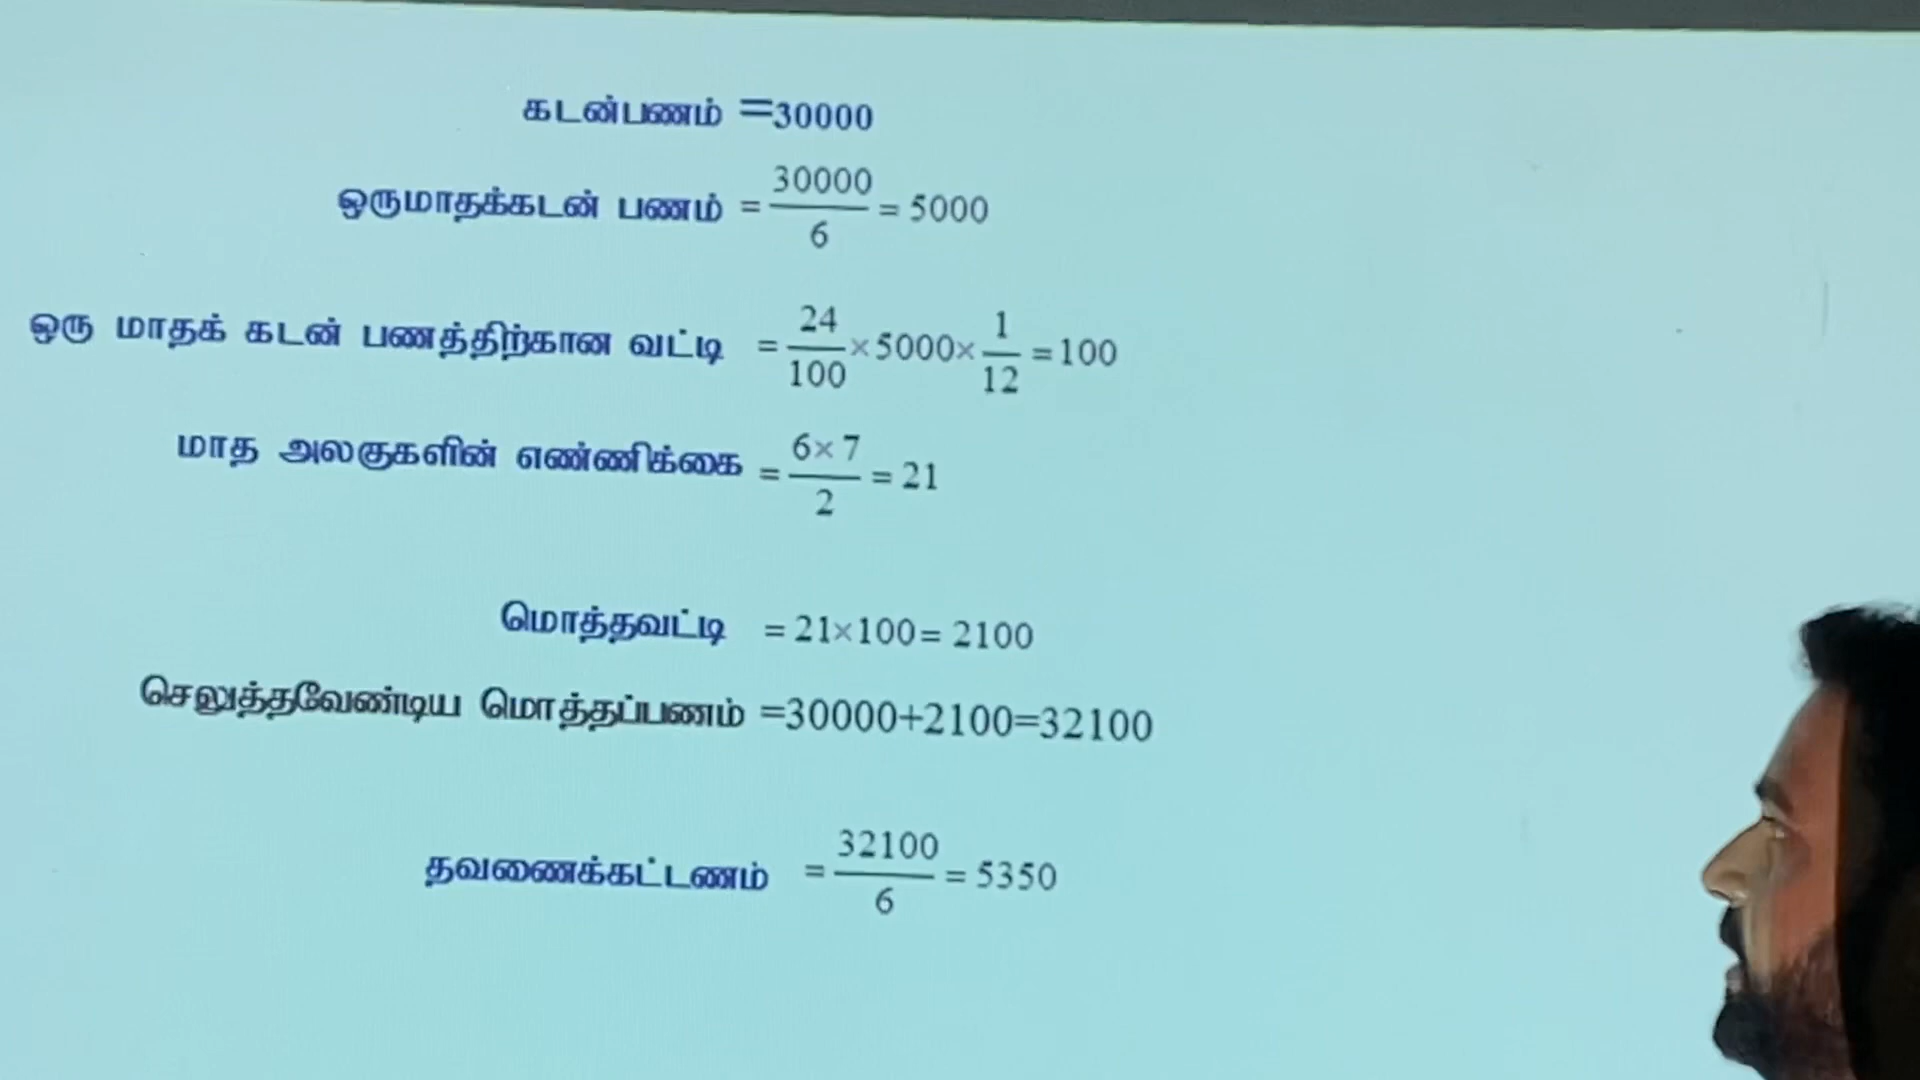 கடன்பணம் =30000
ஒருமாதக்கடன் பணம் = 30000/6 = 5000
ஒரு மாதக் கடன் பணத்திற்கான வட்டி = 24/100 × 5000 × 1/12 = 100
மாத அலகுகளின் எண்ணிக்கை = 6×7/2 = 21
மொத்தவட்டி = 21×100= 2100
செலுத்தவேண்டிய மொத்தப்பணம் =30000+2100=32100
தவணைக்கட்டணம் = 32100/6 = 5350